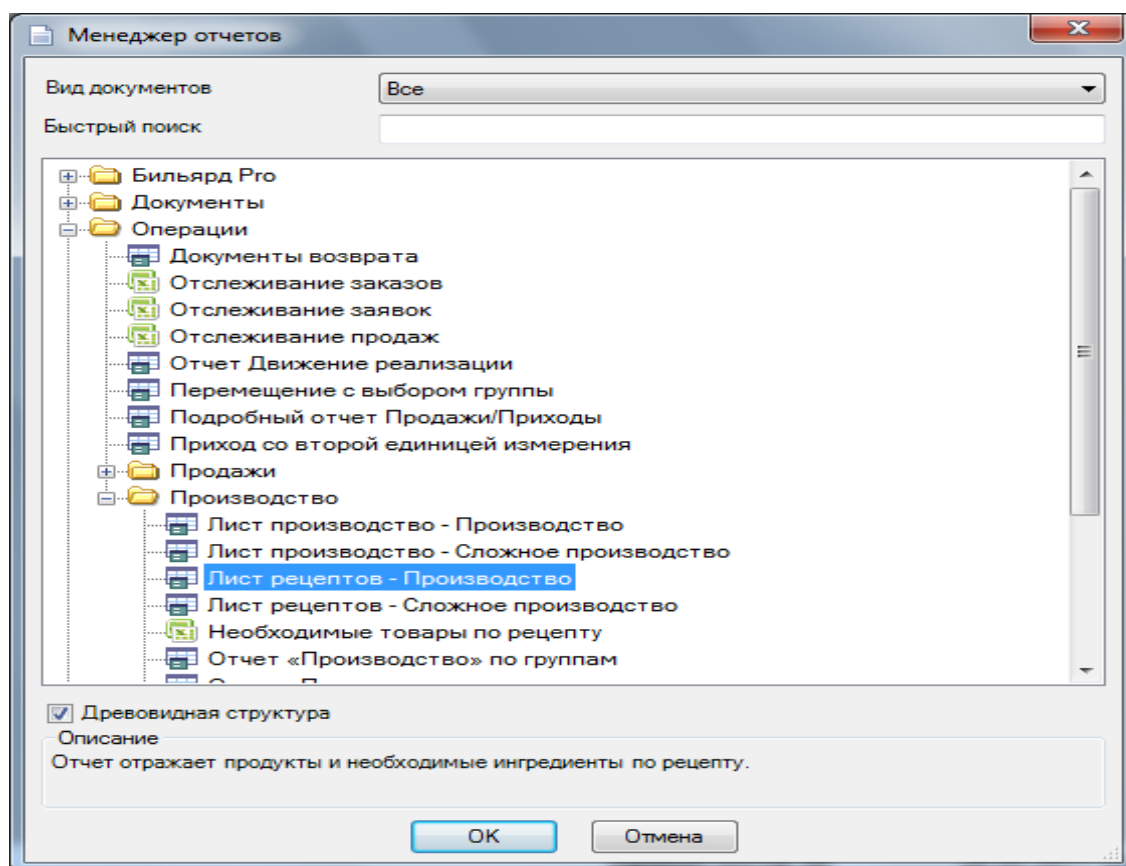 Менеджер отчетов
Вид документов Все
Быстрый поиск
Бильярд Pro
Документы
Операции
Документы возврата
Отслеживание заказов
Отслеживание заявок
Отслеживание продаж
Отчет Движение реализации
Перемещение с выбором группы
Подробный отчет Продажи/Приходы
Приход со второй единицей измерения
Продажи
Производство
Лист производство - Производство
Лист производство - Сложное производство
Лист рецептов - Производство
Лист рецептов - Сложное производство
Необходимые товары по рецепту
Отчет «Производство» по группам
Древовидная структура
Описание
Отчет отражает продукты и необходимые ингредиенты по рецепту.
OK Отмена